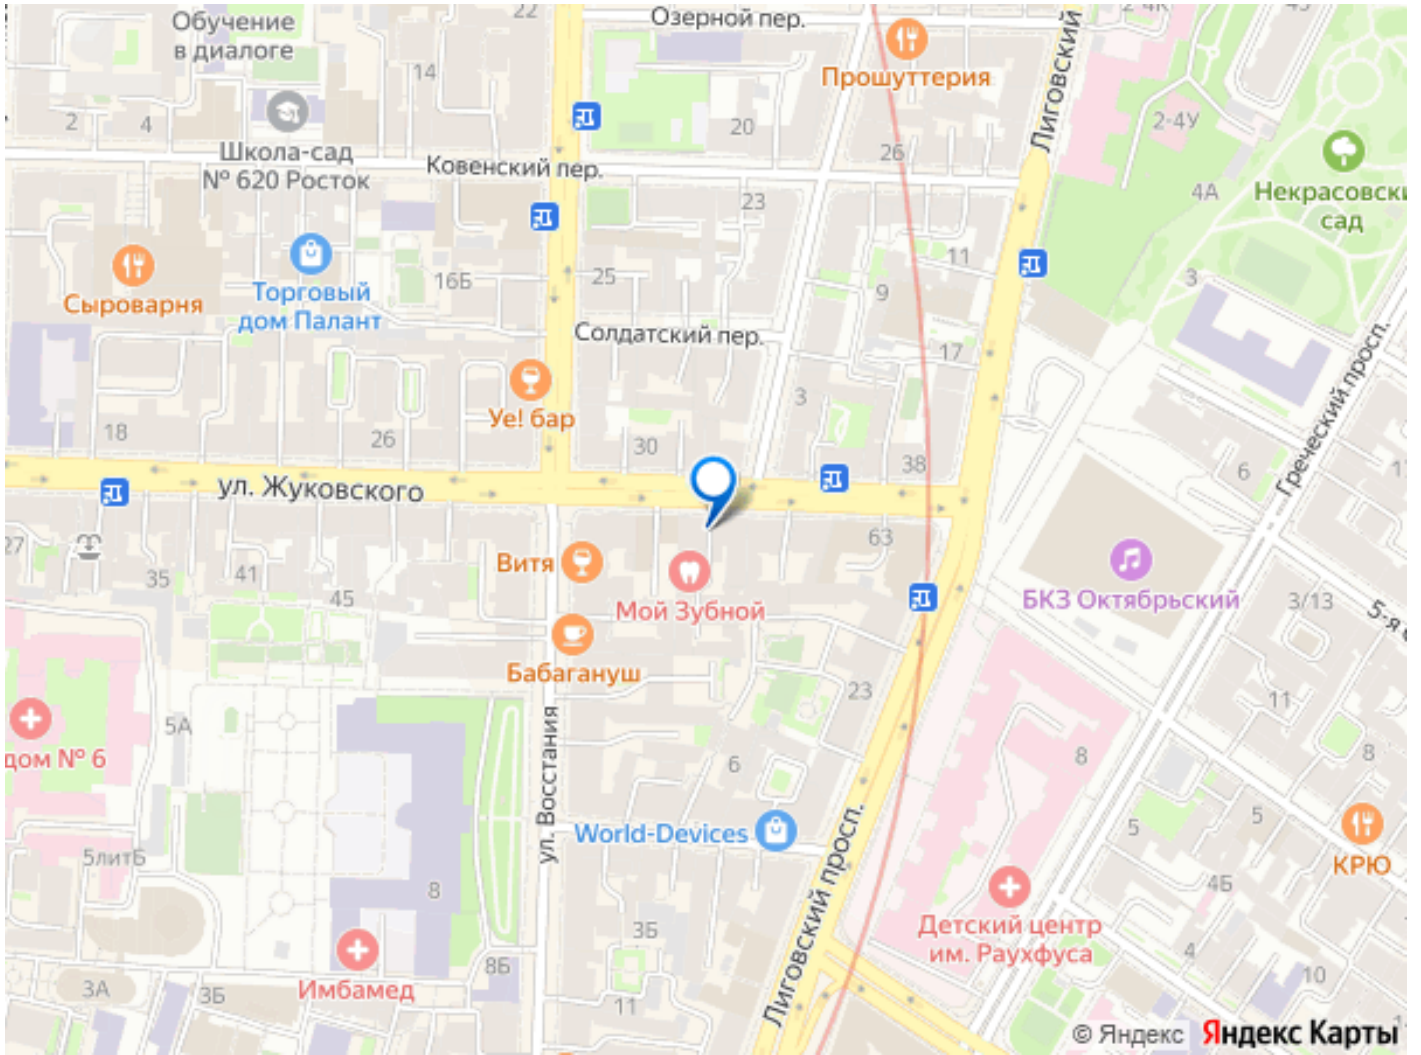 Обучение
в диалоге
22
Озерной пер.
Прошуттерия
Лиговский
14
2
4
20
26
2-4У
Школа-сад
№ 620 Росток
Ковенский пер.
23
4А
Некрасовски
сад
11
Сыроварня
Торговый
дом Палант
16Б
25
9
3
Солдатский пер.
17
Уе! бар
3
18
26
30
38
6
Греческий просп.
ул. Жуковского
27
35
41
45
Витя
63
Мой Зубной
БКЗ Октябрьский
3/13
Бабагануш
23
11
5А
дом № 6
ул. Восстания
6
8
8
World-Devices
Лиговский просп.
5
5
КРЮ
5литБ
8
4Б
3Б
Детский центр
им. Раухфуса
4
8Б
10
3А
3Б
Имбамед
11
Лиговский просп.
© Яндекс Яндекс Карты